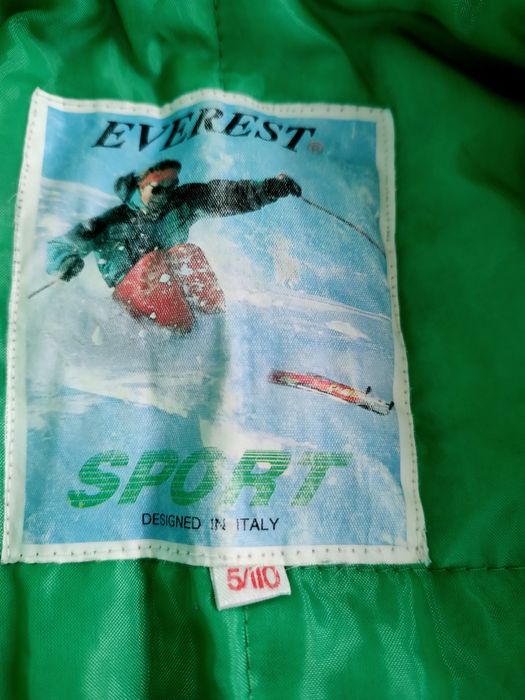 EVEREST®
SPORT
DESIGNED IN ITALY
5/110